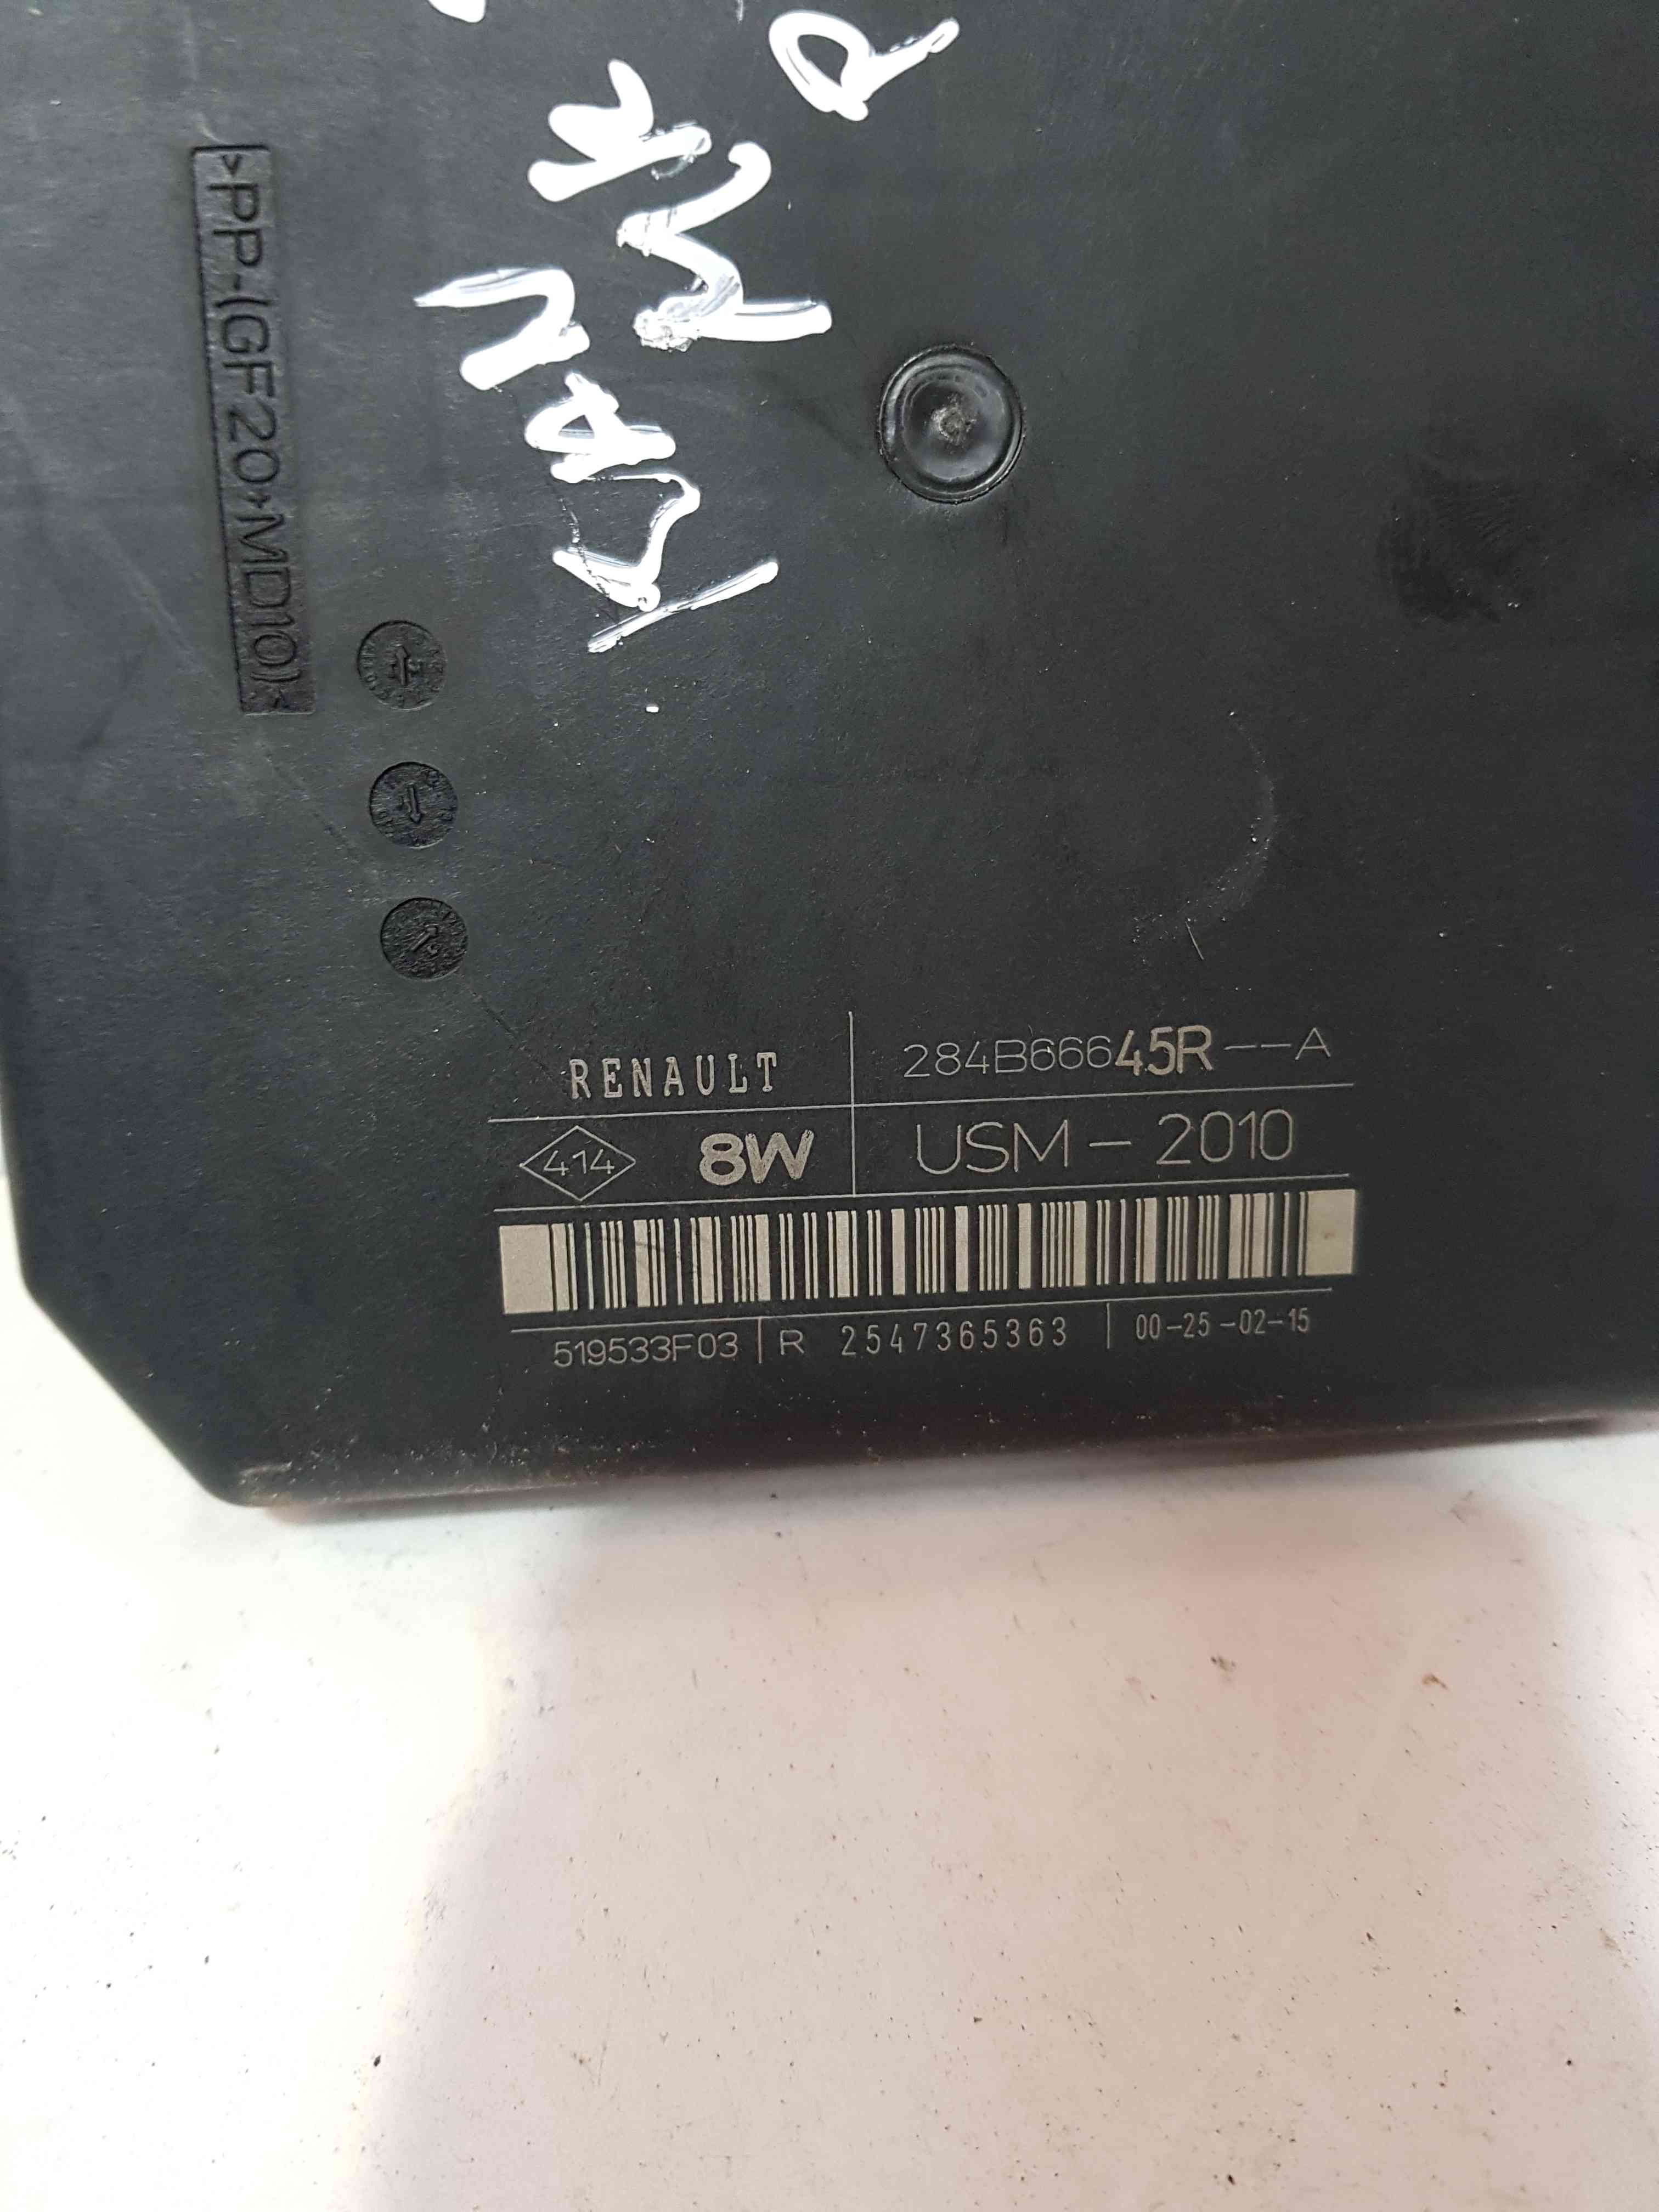 >PP-(GF20+MD10)<
RENAULT 284B66645R--A
414 8W USM-2010
519533F03 R 2547365363 00-25-02-15